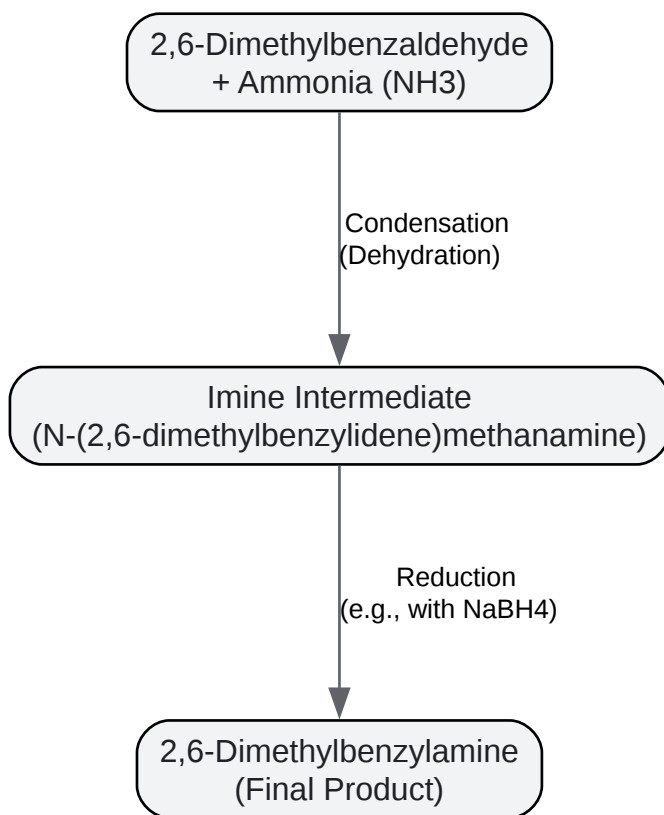 2,6-Dimethylbenzaldehyde
+ Ammonia (NH3)
Condensation
(Dehydration)
Imine Intermediate
(N-(2,6-dimethylbenzylidene)methanamine)
Reduction
(e.g., with NaBH4)
2,6-Dimethylbenzylamine
(Final Product)